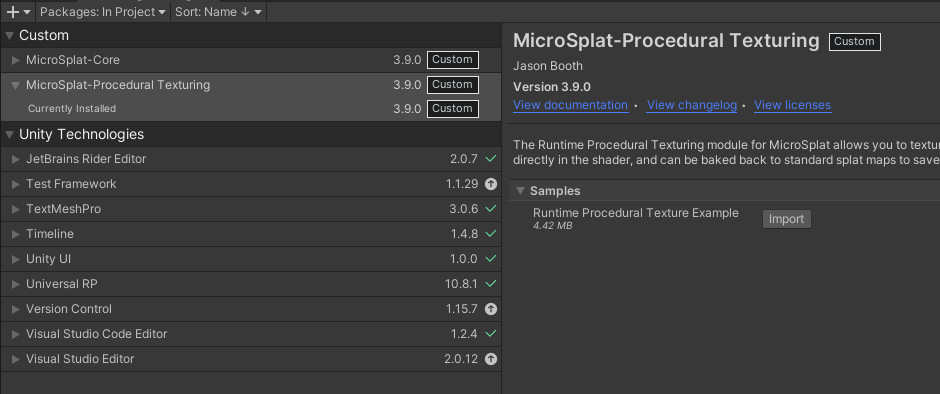 Packages: In Project Sort: Name ↓
Custom
MicroSplat-Core 3.9.0 Custom
MicroSplat-Procedural Texturing 3.9.0 Custom
Currently Installed 3.9.0 Custom
Unity Technologies
JetBrains Rider Editor 2.0.7
Test Framework 1.1.29
TextMeshPro 3.0.6
Timeline 1.4.8
Unity UI 1.0.0
Universal RP 10.8.1
Version Control 1.15.7
Visual Studio Code Editor 1.2.4
Visual Studio Editor 2.0.12
MicroSplat-Procedural Texturing Custom
Jason Booth
Version 3.9.0
View documentation • View changelog • View licenses
The Runtime Procedural Texturing module for MicroSplat allows you to textu
directly in the shader, and can be baked back to standard splat maps to save
Samples
Runtime Procedural Texture Example Import
4.42 MB